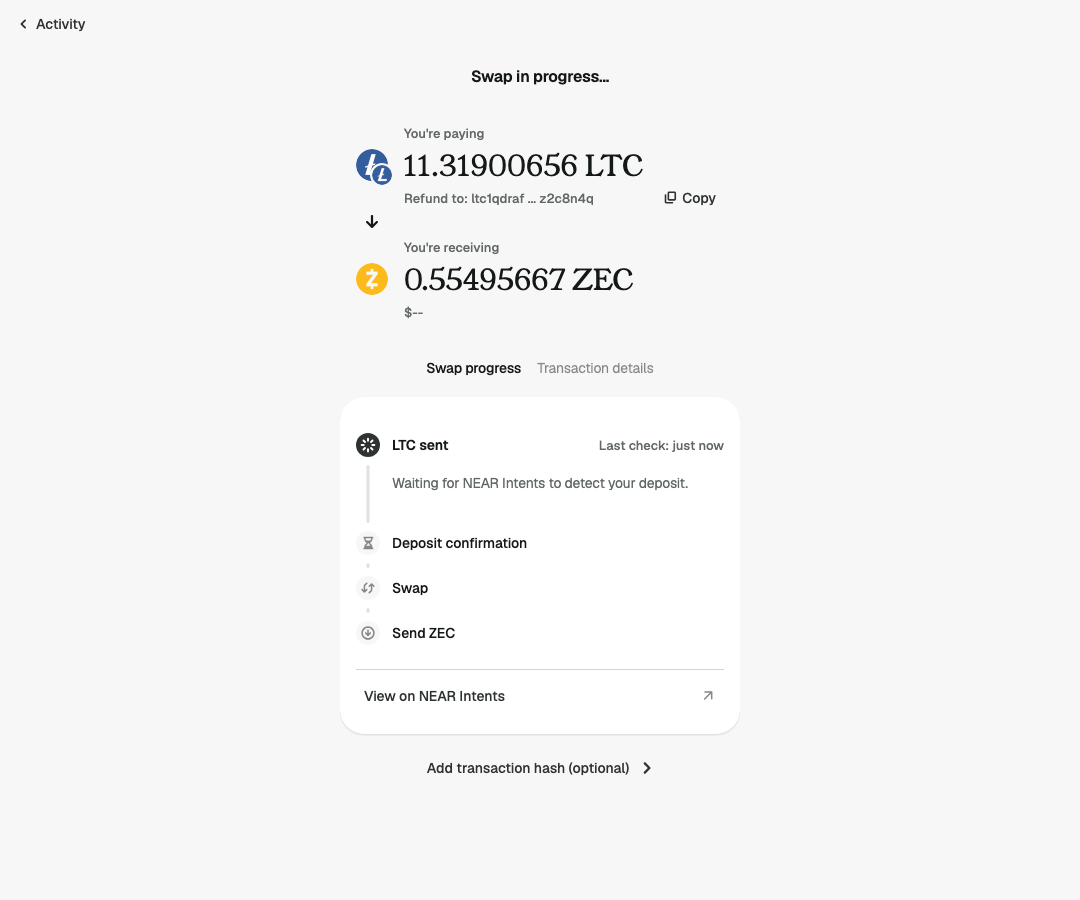 Activity
Swap in progress...
You're paying
11.31900656 LTC
Refund to: ltc1qdraf ... z2c8n4q
Copy
You're receiving
0.55495667 ZEC
$--
Swap progress
Transaction details
LTC sent
Last check: just now
Waiting for NEAR Intents to detect your deposit.
Deposit confirmation
Swap
Send ZEC
View on NEAR Intents
Add transaction hash (optional)